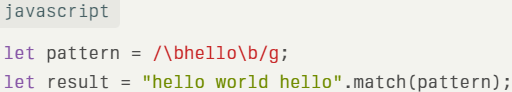 javascript
let pattern = /\bhello\b/g;
let result = "hello world hello".match(pattern);